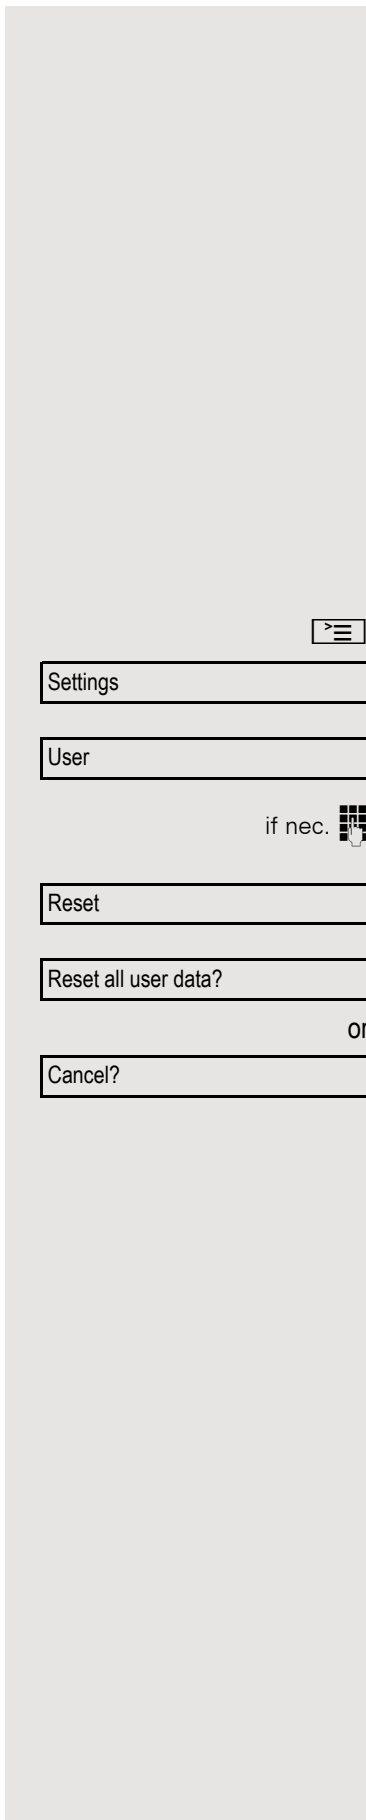 Settings
User
if nec.
Reset
Reset all user data?
or
Cancel?